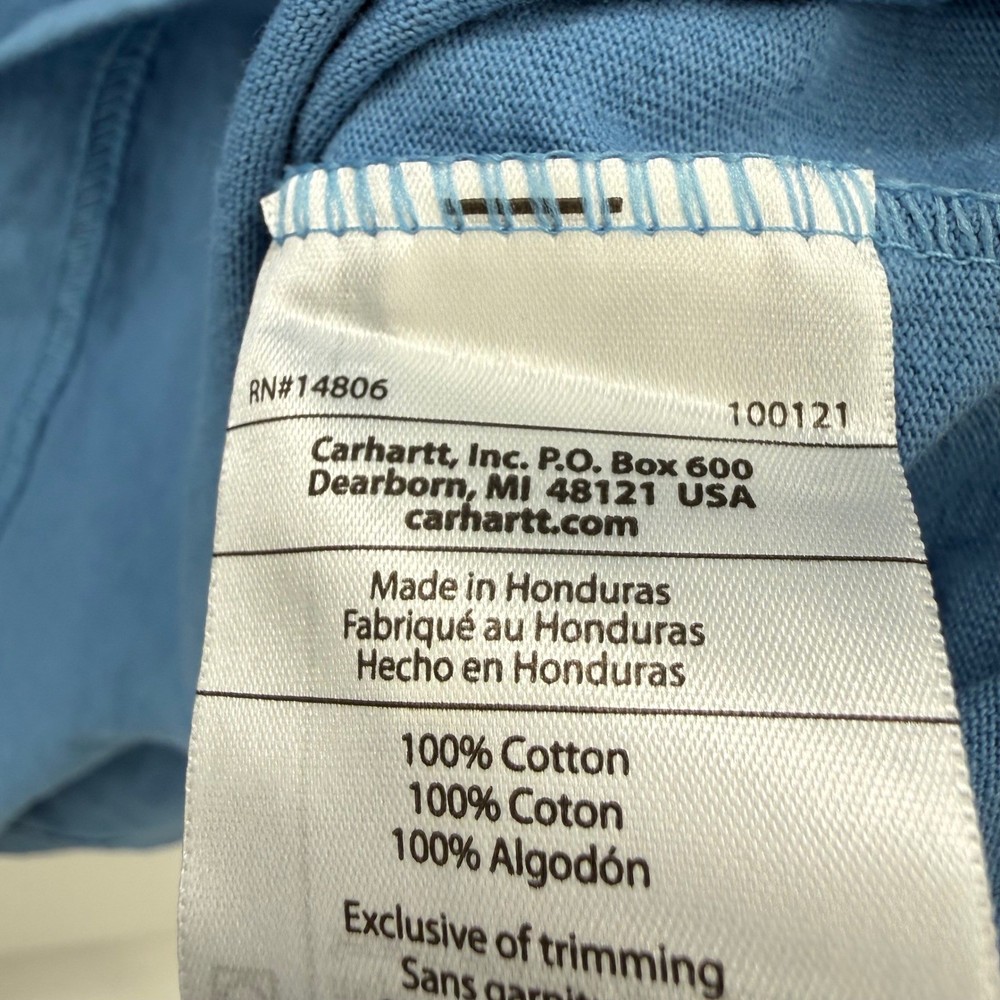 RN#14806
100121
Carhartt, Inc. P.O. Box 600
Dearborn, MI 48121 USA
carhartt.com
Made in Honduras
Fabriqué au Honduras
Hecho en Honduras
100% Cotton
100% Coton
100% Algodón
Exclusive of trimming
Sans